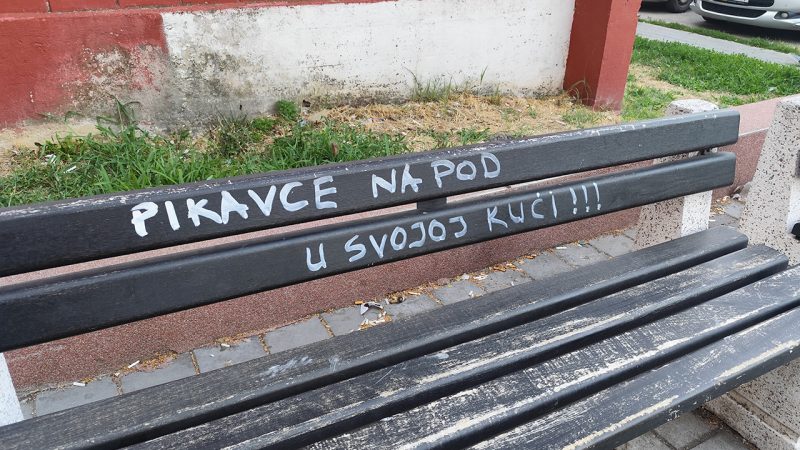 PIKAVCE NA POD
U SVOJOJ KUĆI!!!